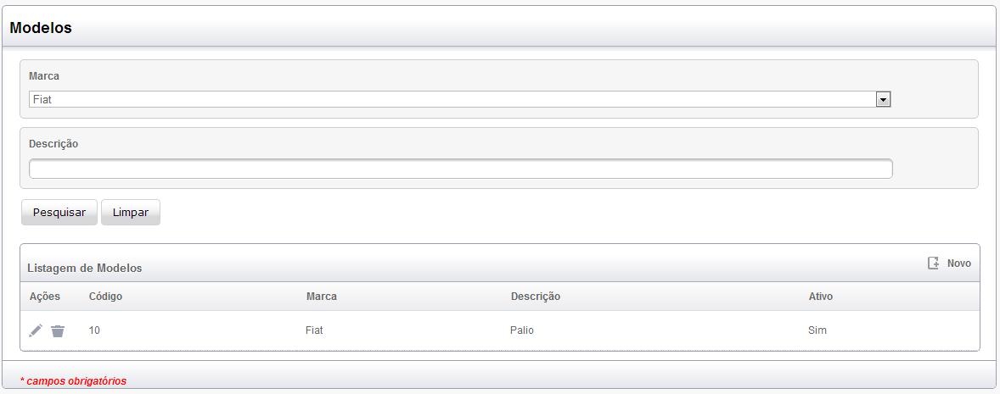 Modelos
Marca
Fiat
Descrição
Pesquisar Limpar
Listagem de Modelos Novo
Ações Código Marca Descrição Ativo
10 Fiat Palio Sim
* campos obrigatórios